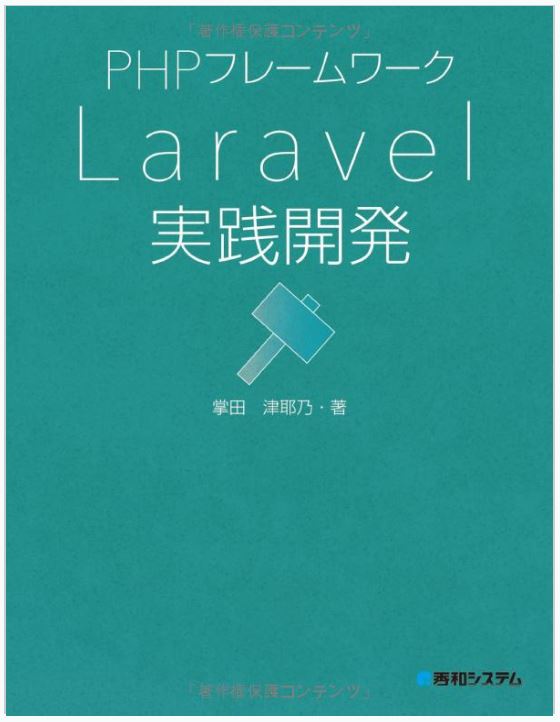 「著作権保護コンテンツ」
PHPフレームワーク
Laravel
実践開発
掌田　津耶乃・著
秀和システム
「著作権保護コンテンツ」